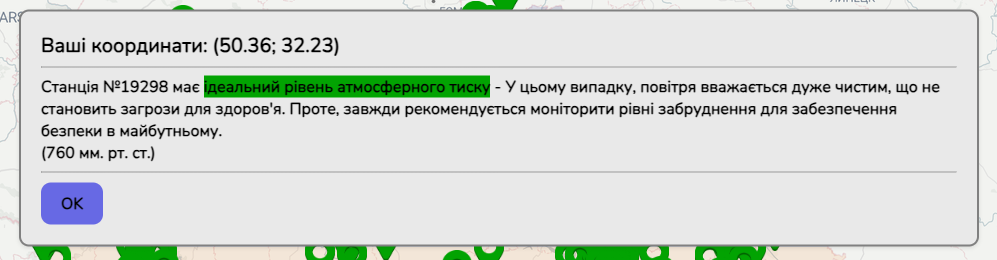 Ваші координати: (50.36; 32.23)
Станція №19298 має ідеальний рівень атмосферного тиску - У цьому випадку, повітря вважається дуже чистим, що не
становить загрози для здоров'я. Проте, завжди рекомендується моніторити рівні забруднення для забезпечення
безпеки в майбутньому.
(760 мм. рт. ст.)
OK